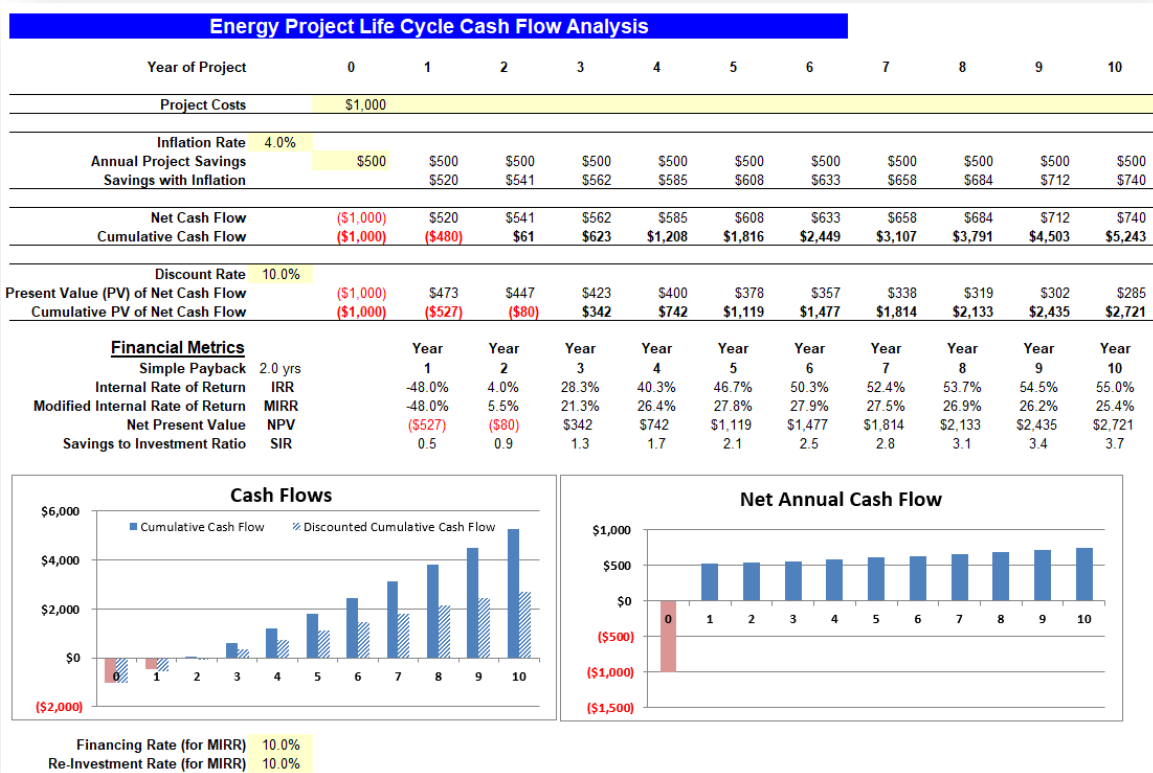 Energy Project Life Cycle Cash Flow Analysis
Year of Project 0 1 2 3 4 5 6 7 8 9 10
Project Costs $1,000
Inflation Rate 4.0%
Annual Project Savings $500 $500 $500 $500 $500 $500 $500 $500 $500 $500 $500
Savings with Inflation $520 $541 $562 $585 $608 $633 $658 $684 $712 $740
Net Cash Flow ($1,000) $520 $541 $562 $585 $608 $633 $658 $684 $712 $740
Cumulative Cash Flow ($1,000) ($480) $61 $623 $1,208 $1,816 $2,449 $3,107 $3,791 $4,503 $5,243
Discount Rate 10.0%
Present Value (PV) of Net Cash Flow ($1,000) $473 $447 $423 $400 $378 $357 $338 $319 $302 $285
Cumulative PV of Net Cash Flow ($1,000) ($527) ($80) $342 $742 $1,119 $1,477 $1,814 $2,133 $2,435 $2,721
Financial Metrics Year Year Year Year Year Year Year Year Year Year
Simple Payback 2.0 yrs 1 2 3 4 5 6 7 8 9 10
Internal Rate of Return IRR -48.0% 4.0% 28.3% 40.3% 46.7% 50.3% 52.4% 53.7% 54.5% 55.0%
Modified Internal Rate of Return MIRR -48.0% 5.5% 21.3% 26.4% 27.8% 27.9% 27.5% 26.9% 26.2% 25.4%
Net Present Value NPV ($527) ($80) $342 $742 $1,119 $1,477 $1,814 $2,133 $2,435 $2,721
Savings to Investment Ratio SIR 0.5 0.9 1.3 1.7 2.1 2.5 2.8 3.1 3.4 3.7
Cash Flows
$6,000
Cumulative Cash Flow Discounted Cumulative Cash Flow
$4,000
$2,000
$0
0 1 2 3 4 5 6 7 8 9 10
($2,000)
Net Annual Cash Flow
$1,000
$500
$0
0 1 2 3 4 5 6 7 8 9 10
($500)
($1,000)
($1,500)
Financing Rate (for MIRR) 10.0%
Re-Investment Rate (for MIRR) 10.0%